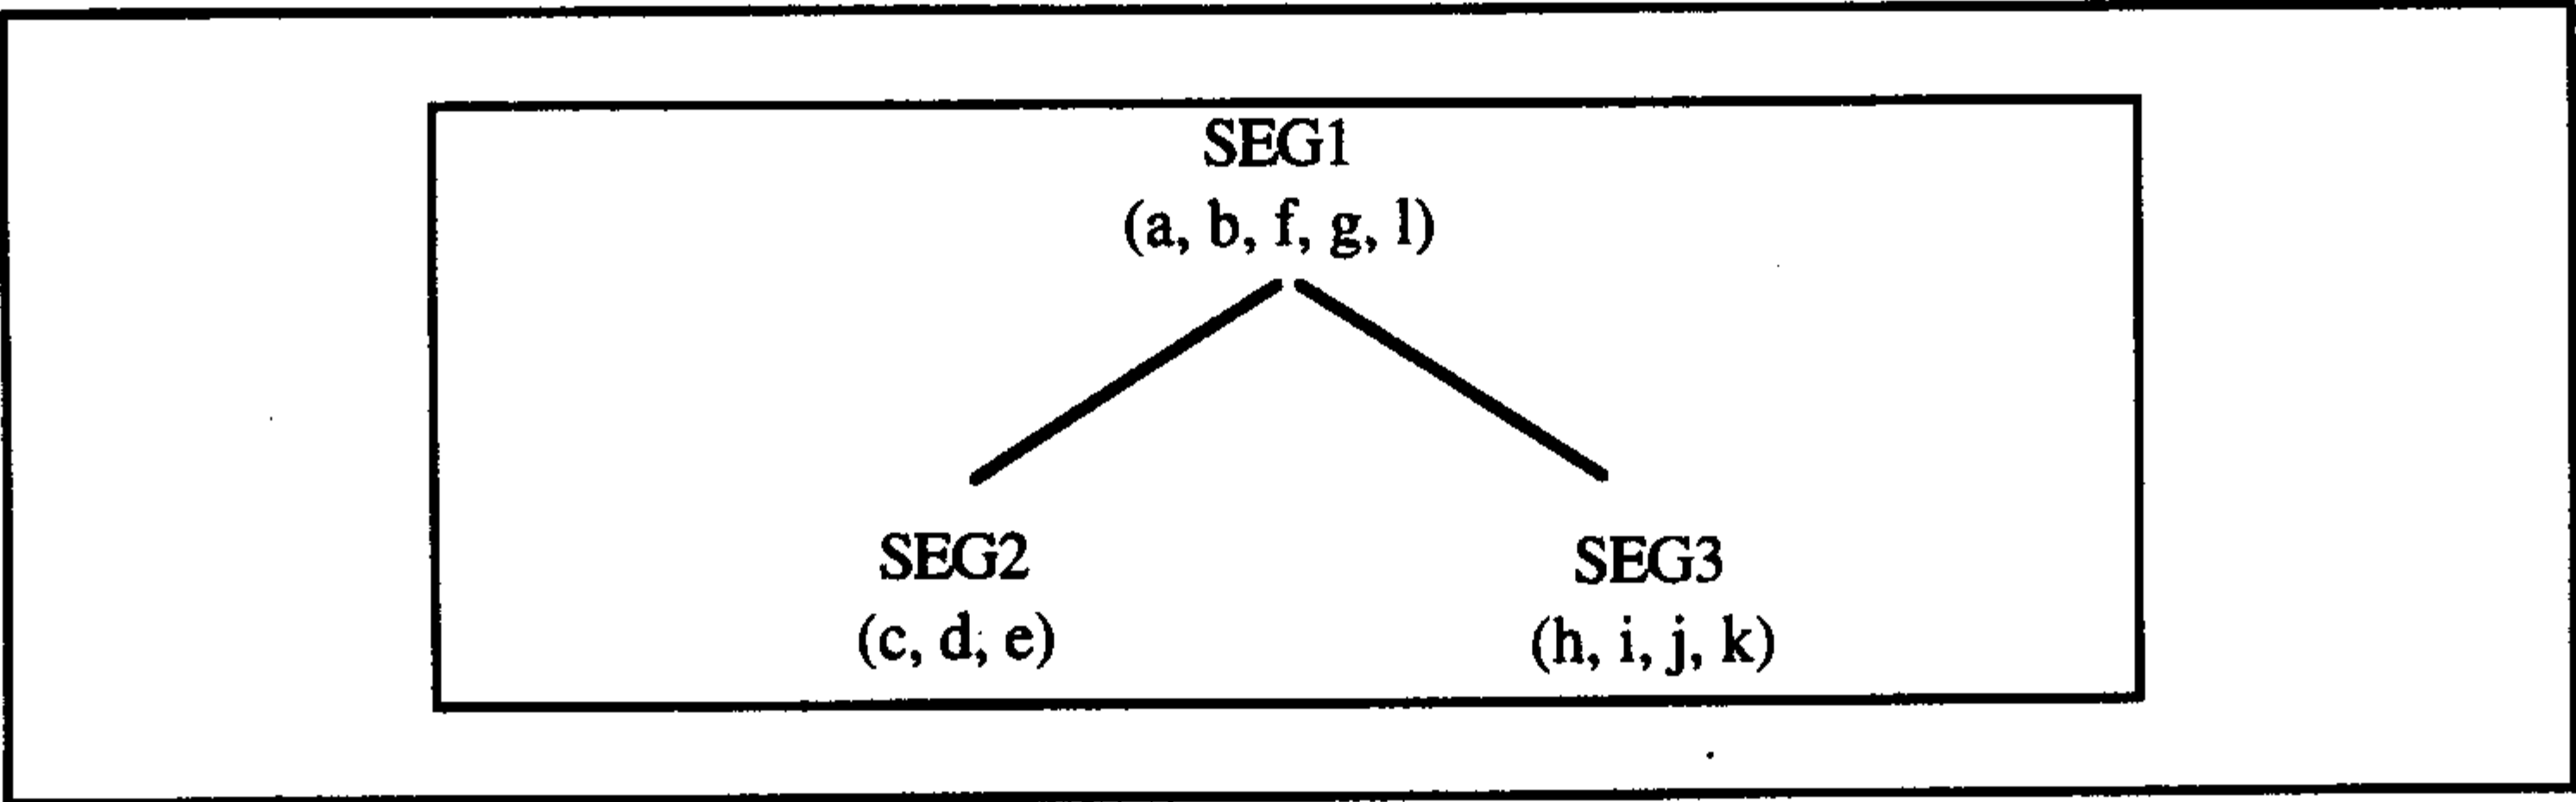 SEG1
(a, b, f, g, l)
SEG2
(c, d, e)
SEG3
(h, i, j, k)